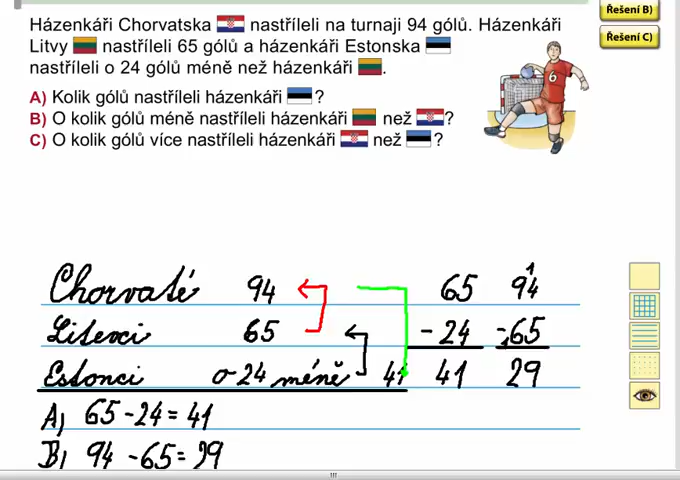 Házenkáři Chorvatska nastříleli na turnaji 94 gólů. Házenkáři
Litvy nastříleli 65 gólů a házenkáři Estonska
nastříleli o 24 gólů méně než házenkáři .
A) Kolik gólů nastříleli házenkáři ?
B) O kolik gólů méně nastříleli házenkáři než ?
C) O kolik gólů více nastříleli házenkáři než ?
Řešení B)
Řešení C)
6
Chorvaté 94 65 94
1
Litevci 65 - 24 - 65
1
Estonci o 24 méně 41 41 29
A) 65 - 24 = 41
B) 94 - 65 = 29